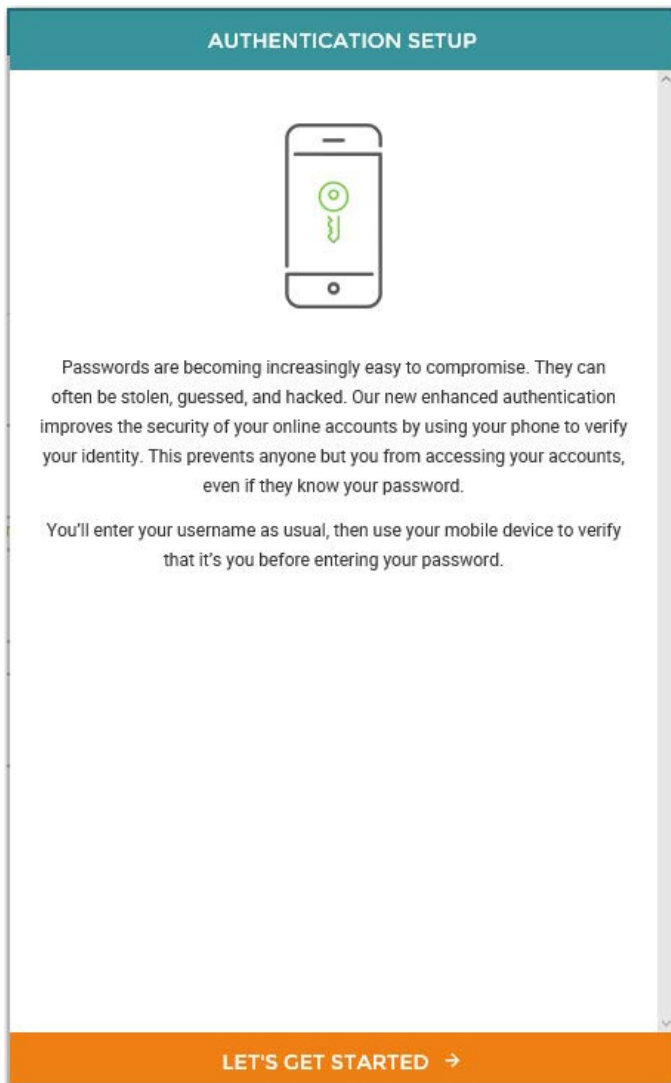 AUTHENTICATION SETUP
Passwords are becoming increasingly easy to compromise. They can
often be stolen, guessed, and hacked. Our new enhanced authentication
improves the security of your online accounts by using your phone to verify
your identity. This prevents anyone but you from accessing your accounts,
even if they know your password.
You'll enter your username as usual, then use your mobile device to verify
that it's you before entering your password.
LET'S GET STARTED →